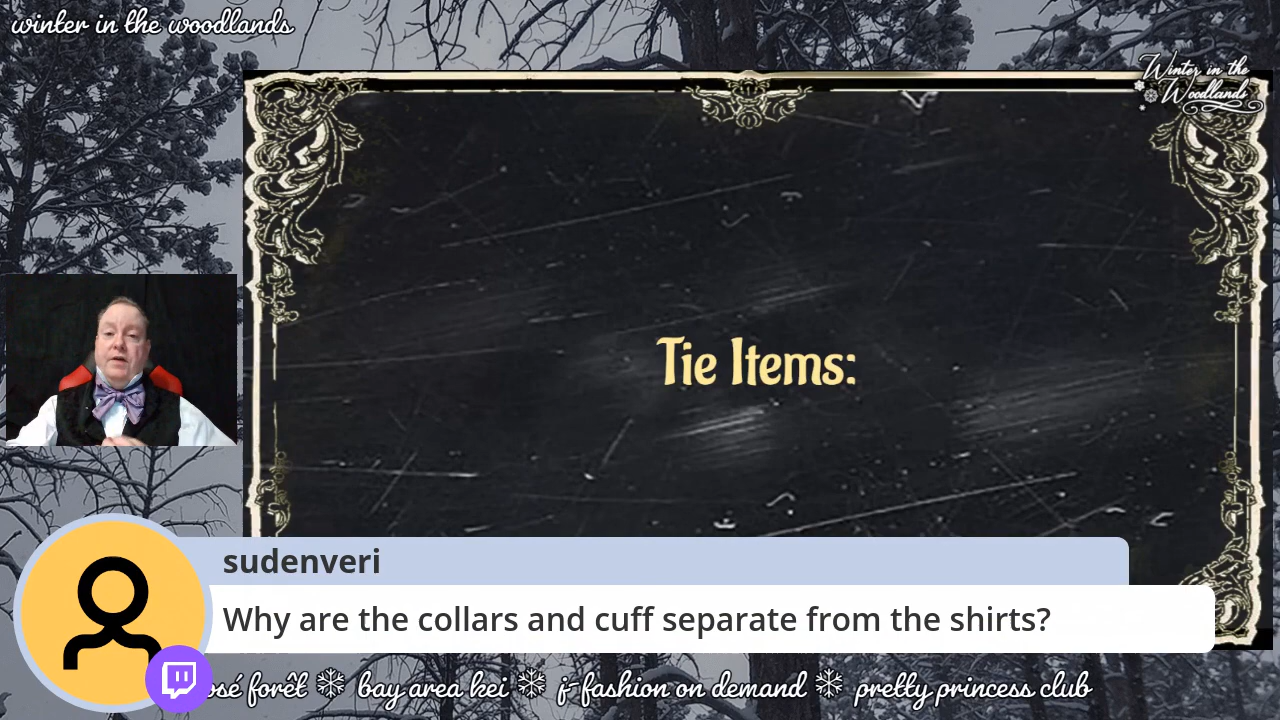 winter in the woodlands
Winter in the
Woodlands
Tie Items:
sudenveri
Why are the collars and cuff separate from the shirts?
forêt ❄ bay area kei ❄ j-fashion on demand ❄ pretty princess club